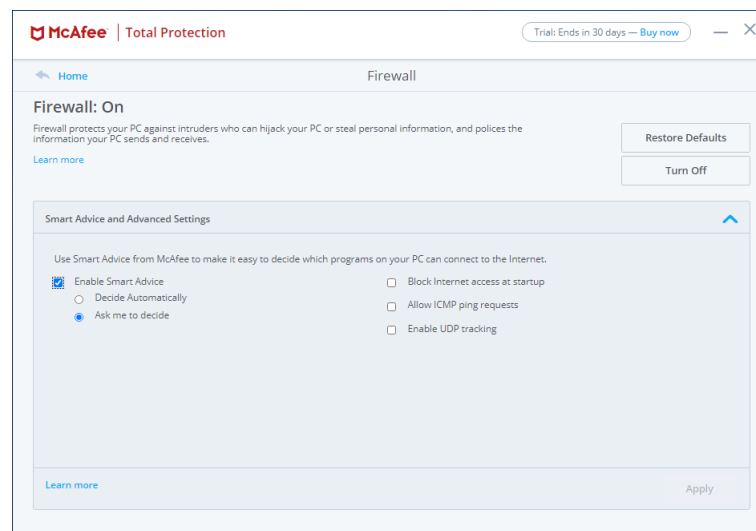 McAfee | Total Protection
Trial: Ends in 30 days — Buy now
Home
Firewall
Firewall: On
Firewall protects your PC against intruders who can hijack your PC or steal personal information, and polices the
information your PC sends and receives.
Learn more
Restore Defaults
Turn Off
Smart Advice and Advanced Settings
Use Smart Advice from McAfee to make it easy to decide which programs on your PC can connect to the Internet.
Enable Smart Advice
Decide Automatically
Ask me to decide
Block Internet access at startup
Allow ICMP ping requests
Enable UDP tracking
Learn more
Apply